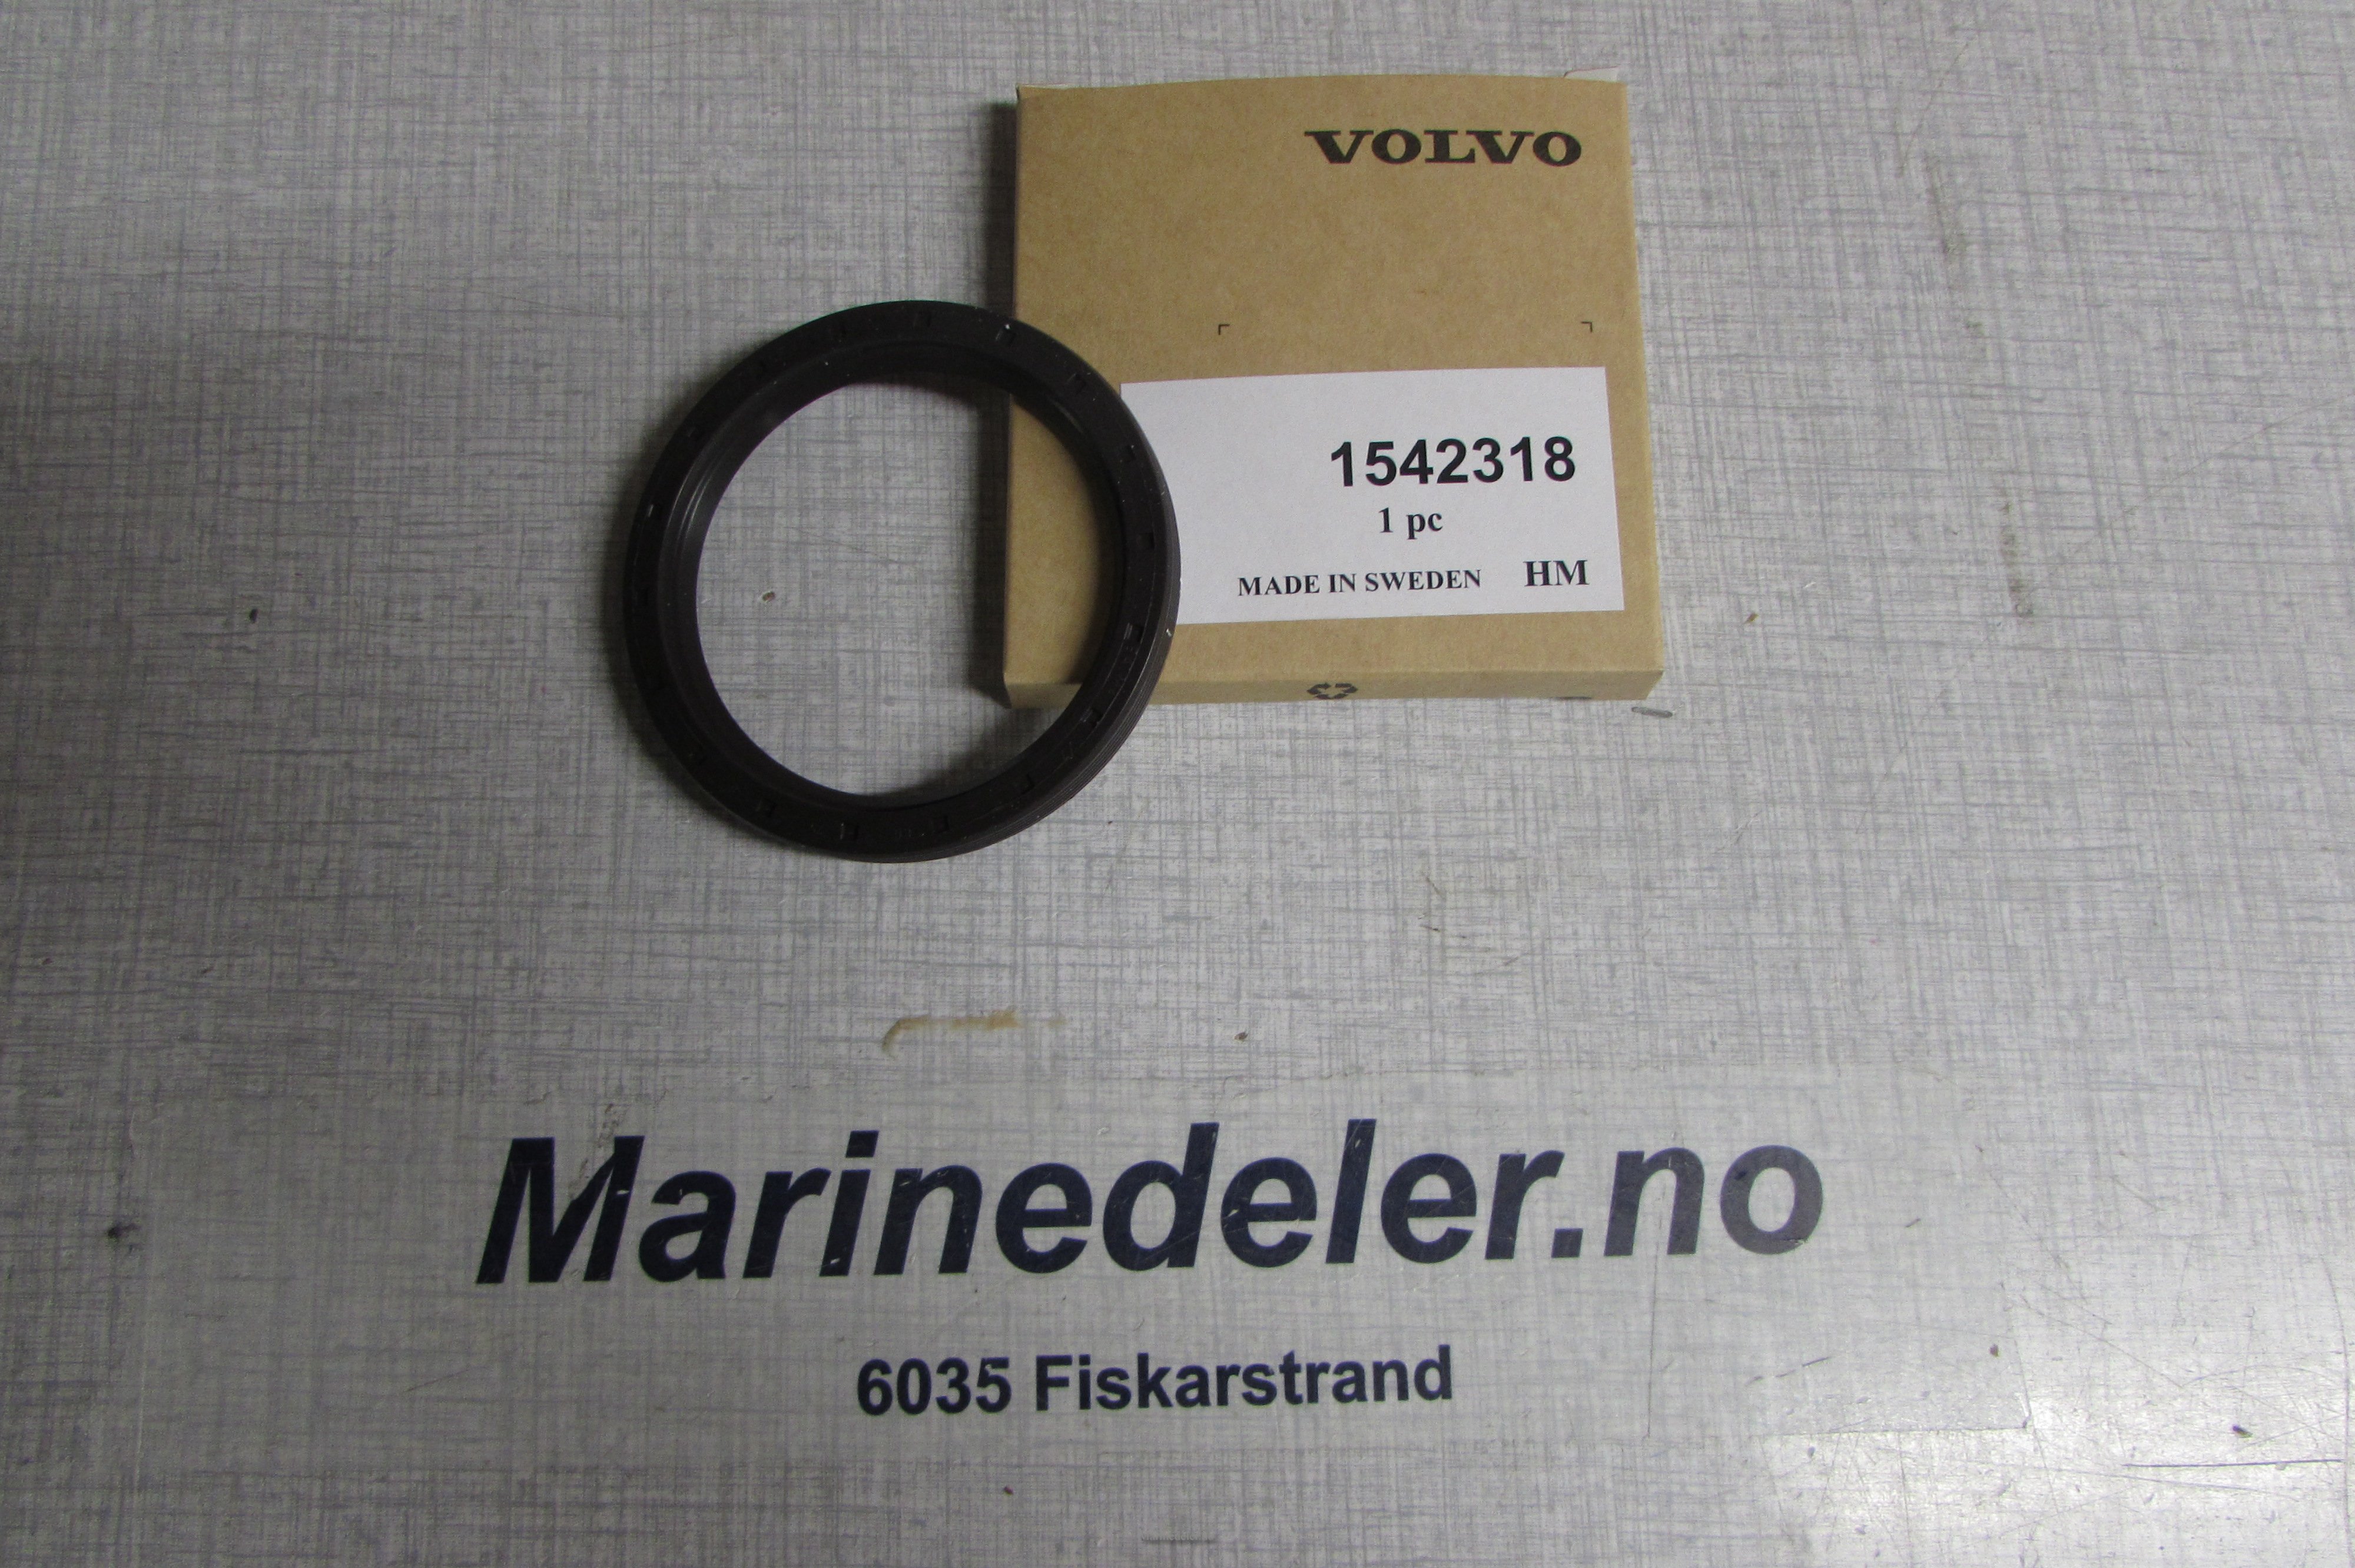 VOLVO
1542318
1 pc
MADE IN SWEDEN HM
Marinedeler.no
6035 Fiskarstrand